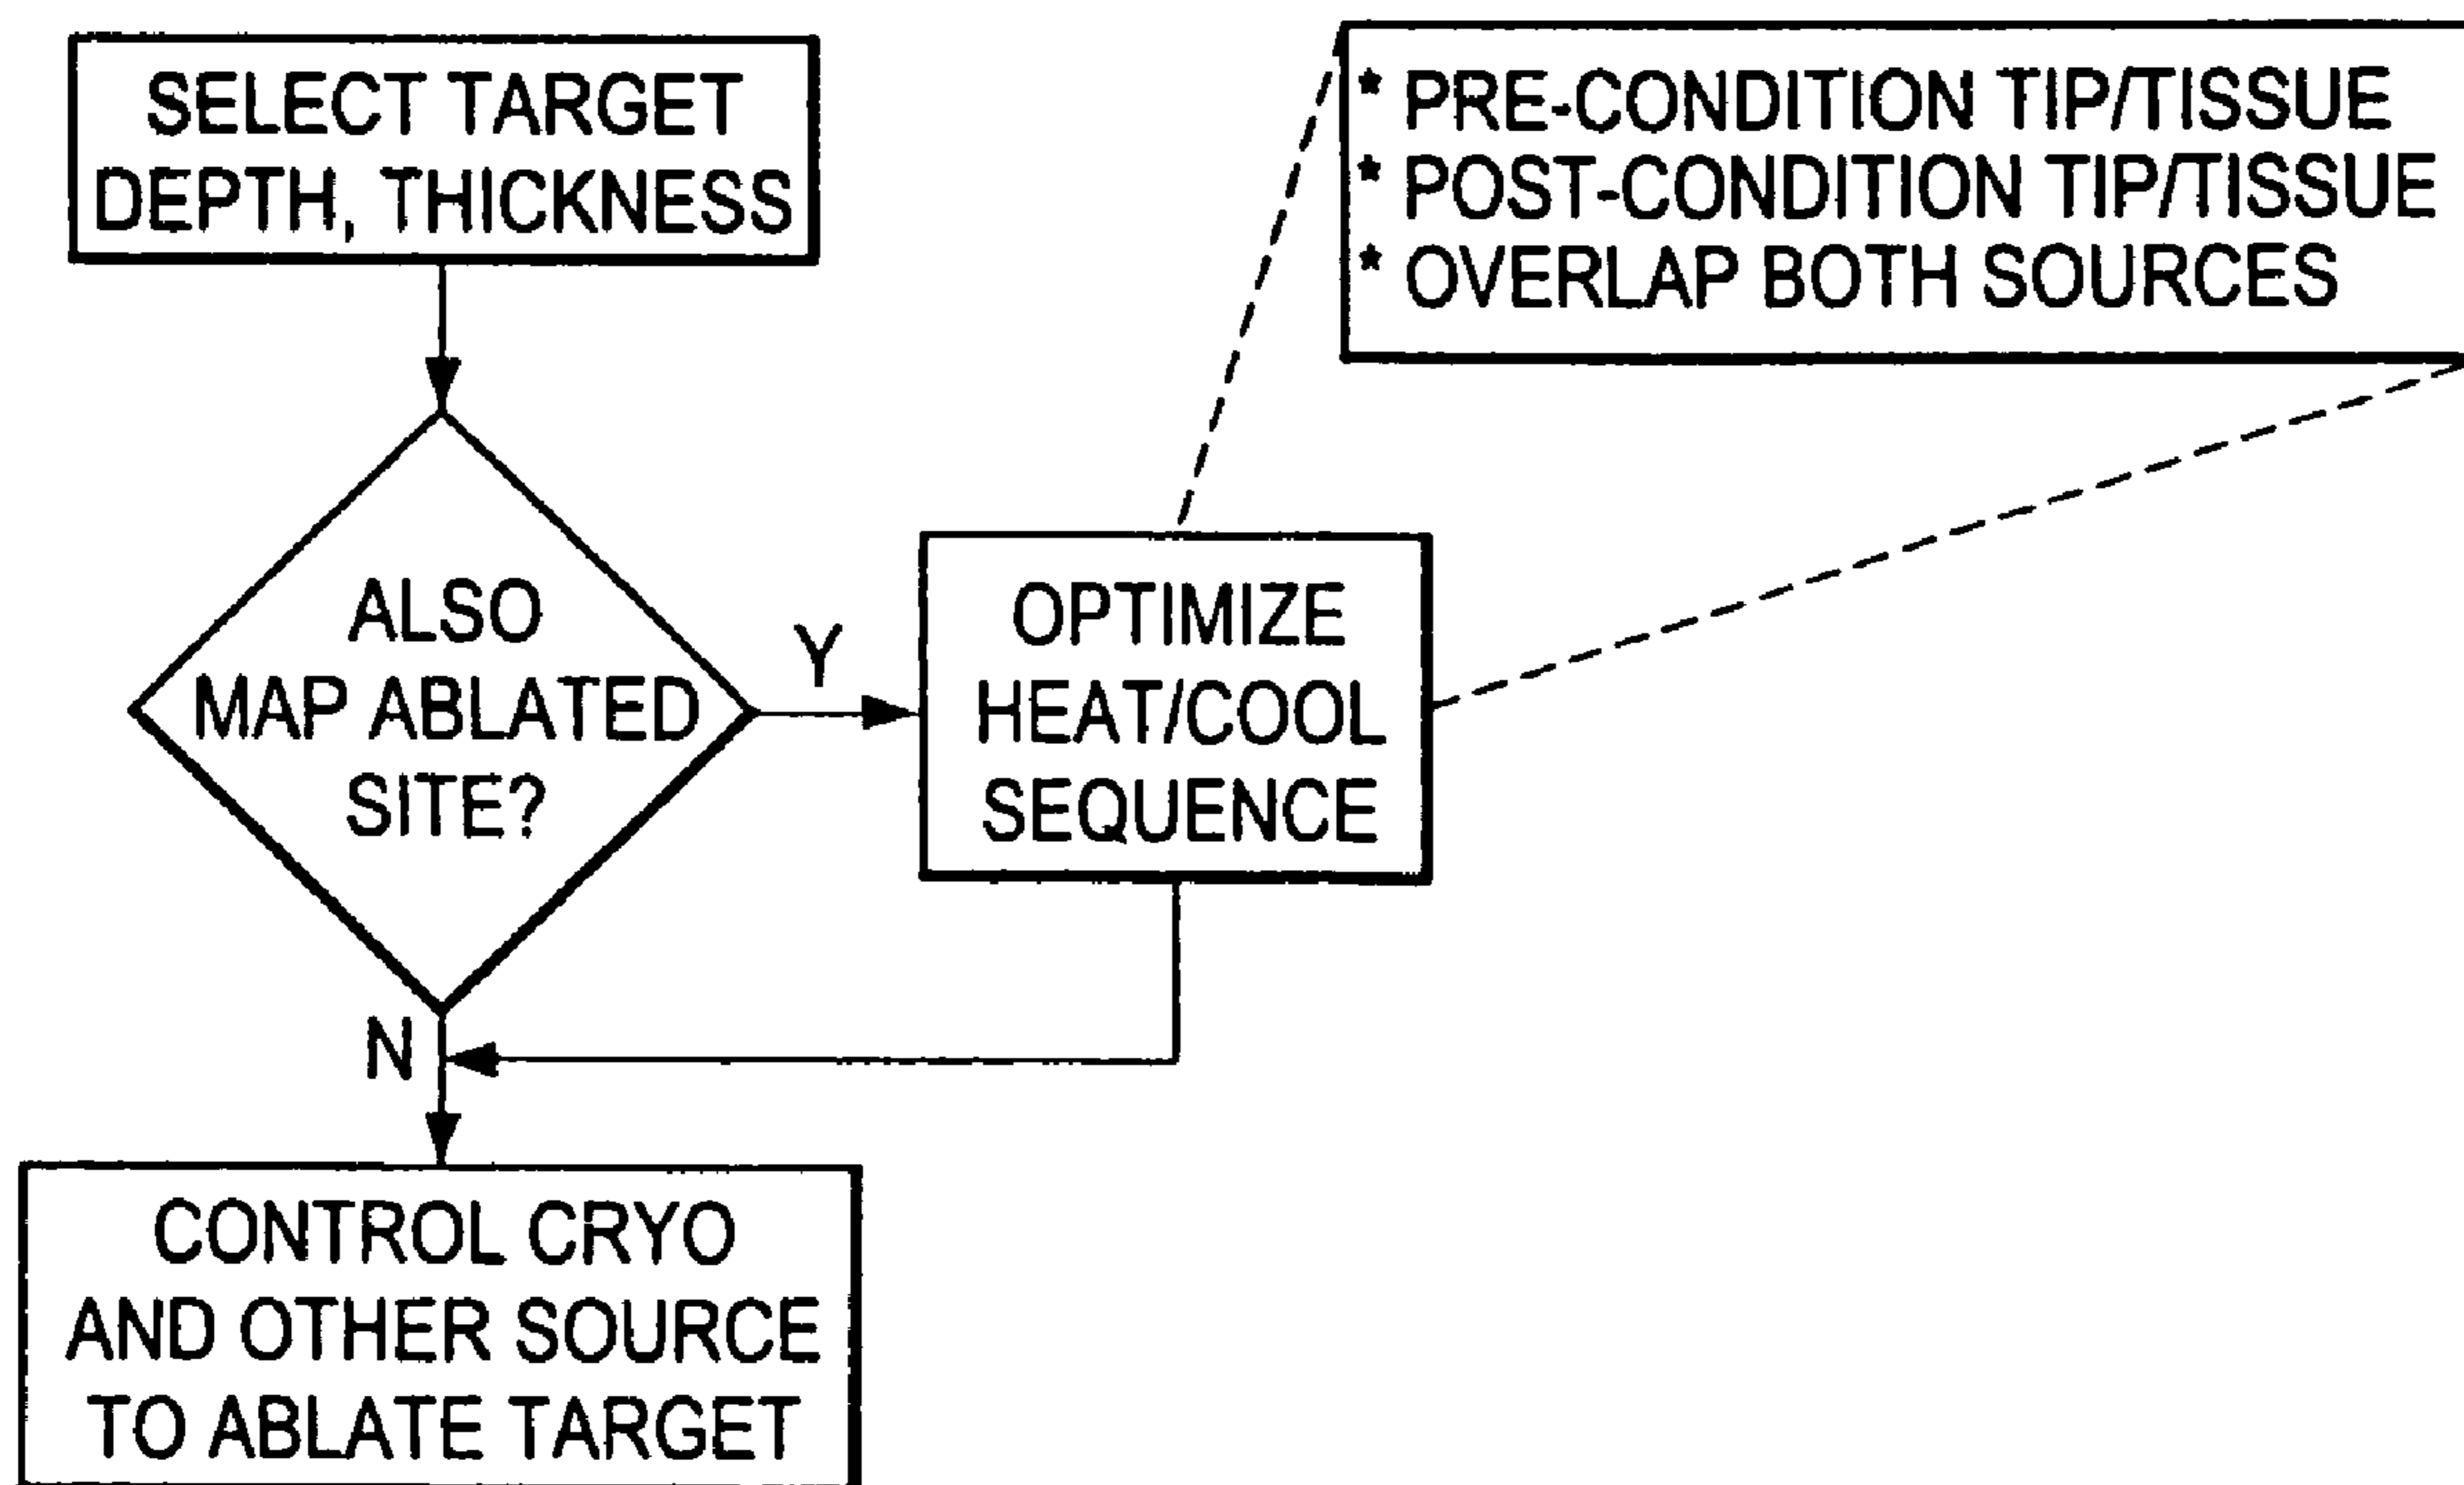 SELECT TARGET
DEPTH, THICKNESS
* PRE-CONDITION TIP/TISSUE
* POST-CONDITION TIP/TISSUE
* OVERLAP BOTH SOURCES
ALSO
MAP ABLATED
SITE?
Y
OPTIMIZE
HEAT/COOL
SEQUENCE
N
CONTROL CRYO
AND OTHER SOURCE
TO ABLATE TARGET